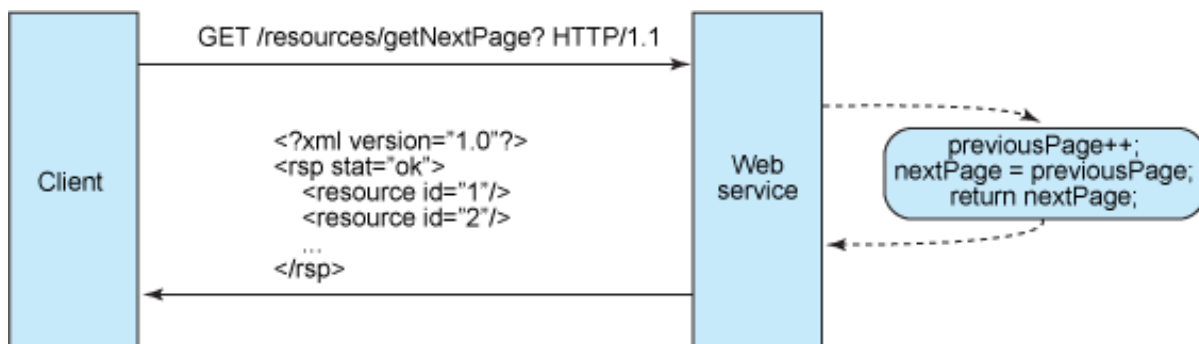 GET /resources/getNextPage? HTTP/1.1
Client
<?xml version=”1.0”?>
<rsp stat=”ok”>
<resource id=”1”/>
<resource id=”2”/>
...
</rsp>
Web
service
previousPage++;
nextPage = previousPage;
return nextPage;